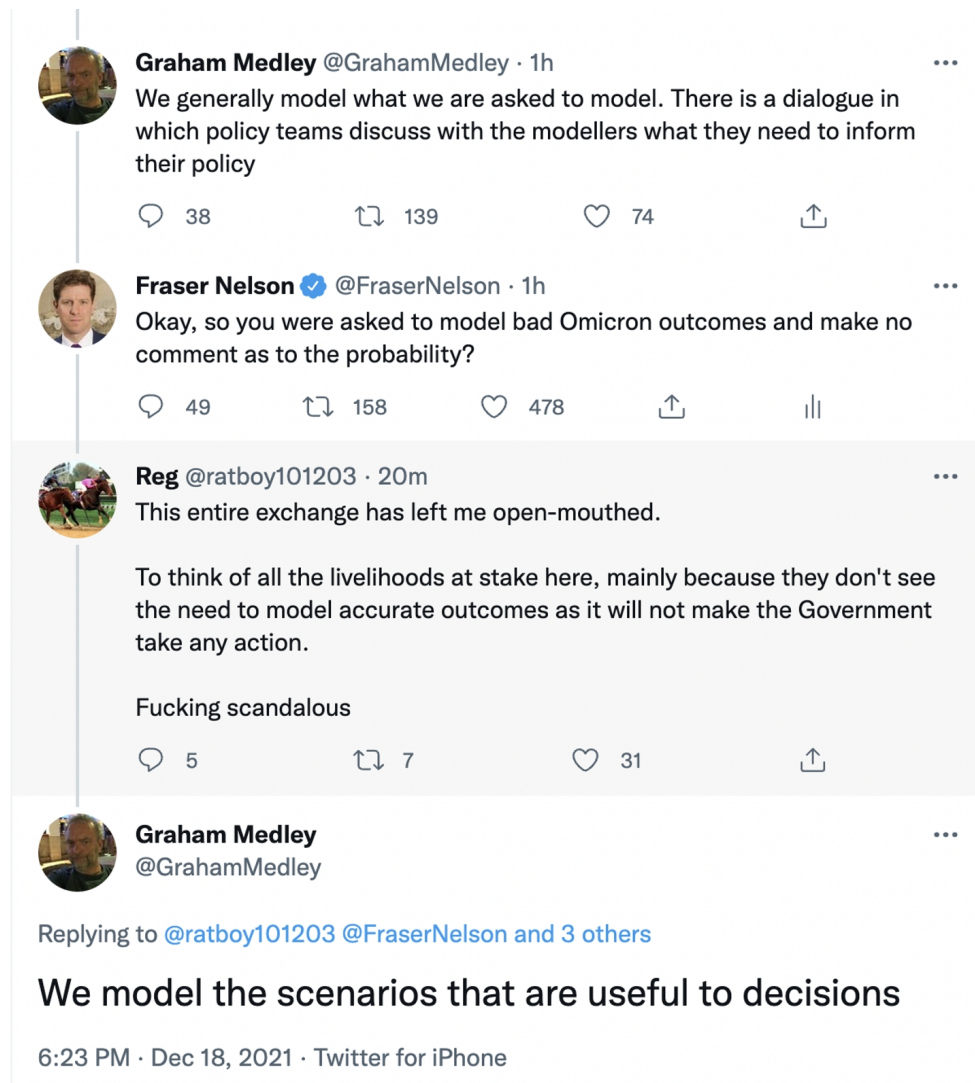 Graham Medley @GrahamMedley · 1h
We generally model what we are asked to model. There is a dialogue in
which policy teams discuss with the modellers what they need to inform
their policy
38 139 74
Fraser Nelson @FraserNelson · 1h
Okay, so you were asked to model bad Omicron outcomes and make no
comment as to the probability?
49 158 478
Reg @ratboy101203 · 20m
This entire exchange has left me open-mouthed.
To think of all the livelihoods at stake here, mainly because they don't see
the need to model accurate outcomes as it will not make the Government
take any action.
Fucking scandalous
5 7 31
Graham Medley
@GrahamMedley
Replying to @ratboy101203 @FraserNelson and 3 others
We model the scenarios that are useful to decisions
6:23 PM · Dec 18, 2021 · Twitter for iPhone